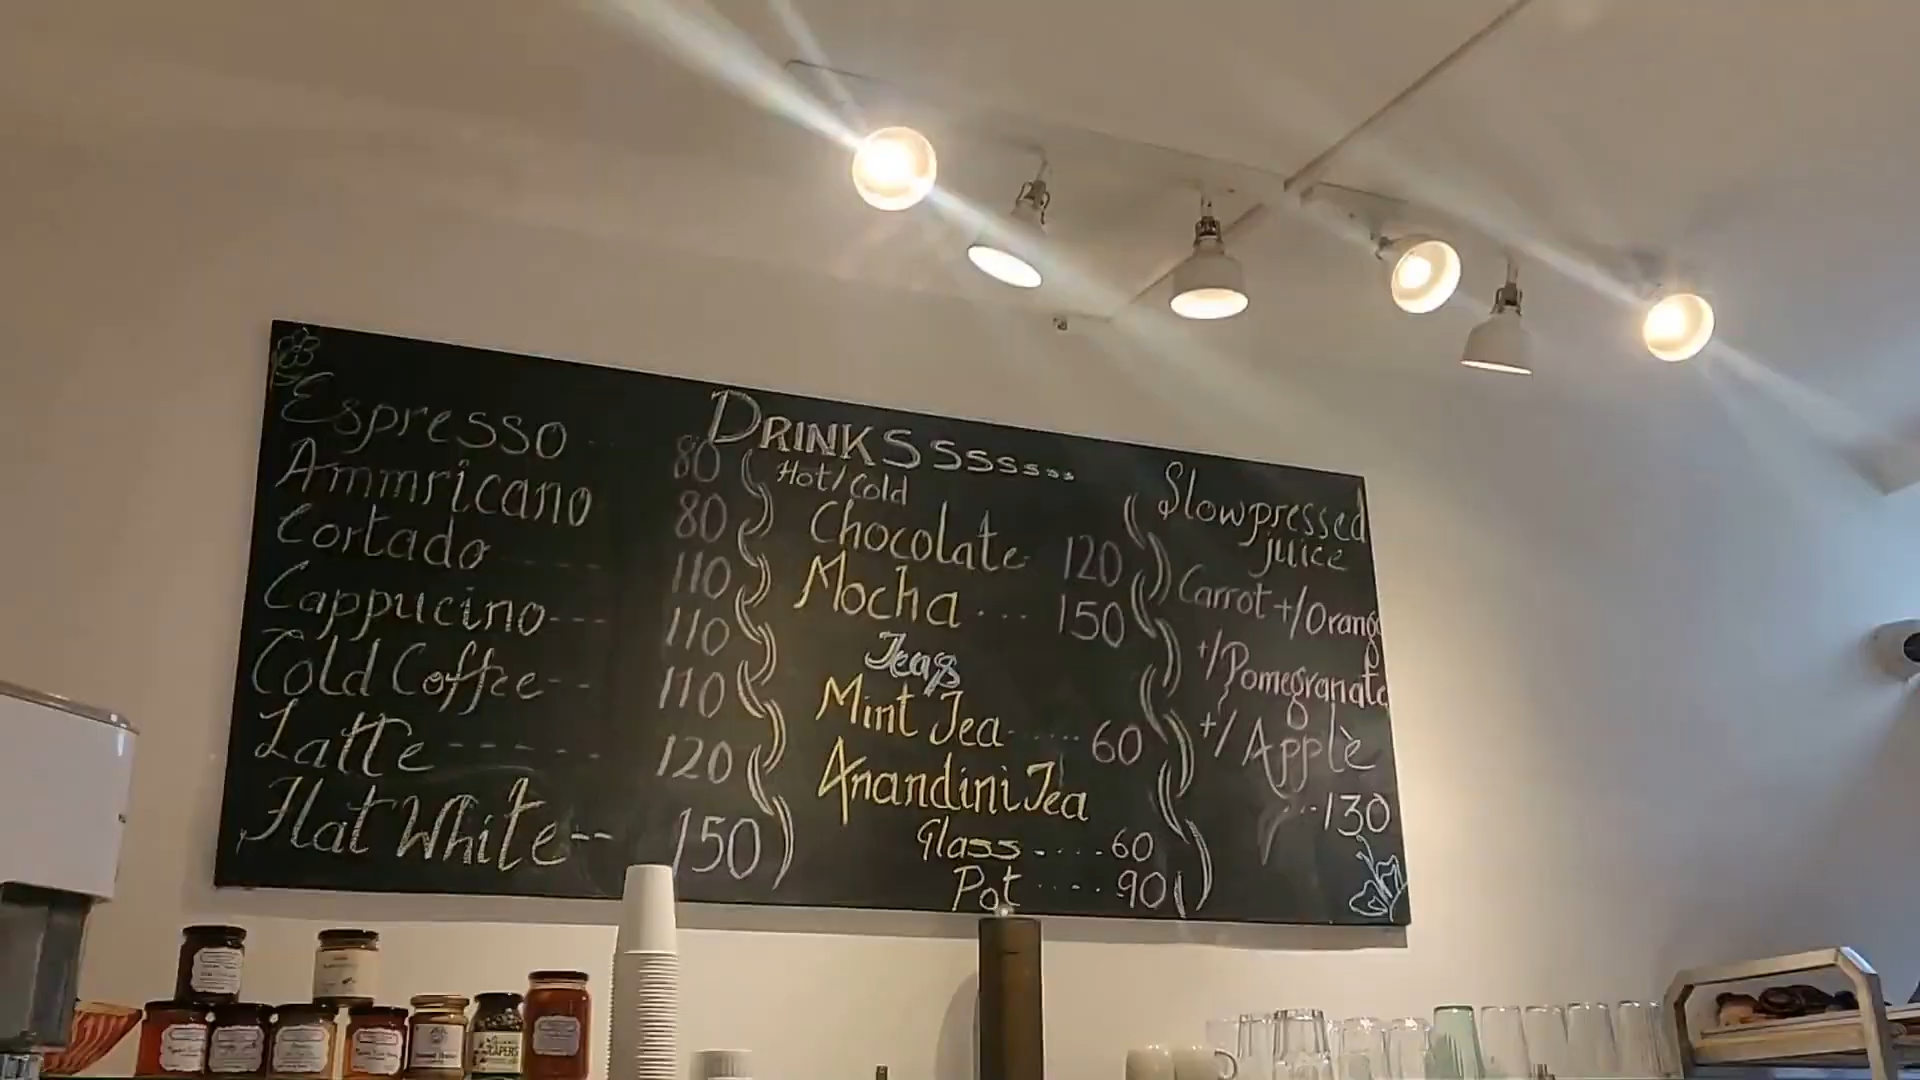 DRINKSssssss
Espresso .. 80
Ammricano 80
Cortado ---- 110
Cappucino--- 110
Cold Coffee-- 110
Latte ------ 120
Flat White-- 150
Hot/Cold
Chocolate- 120
Mocha ... 150
Teas
Mint Tea ..... 60
Anandini Tea
Glass ..... 60
Pot .... 90
Slowpressed
juice
Carrot +/Orange
+/Pomegranate
+/Apple
...130
CAPERS